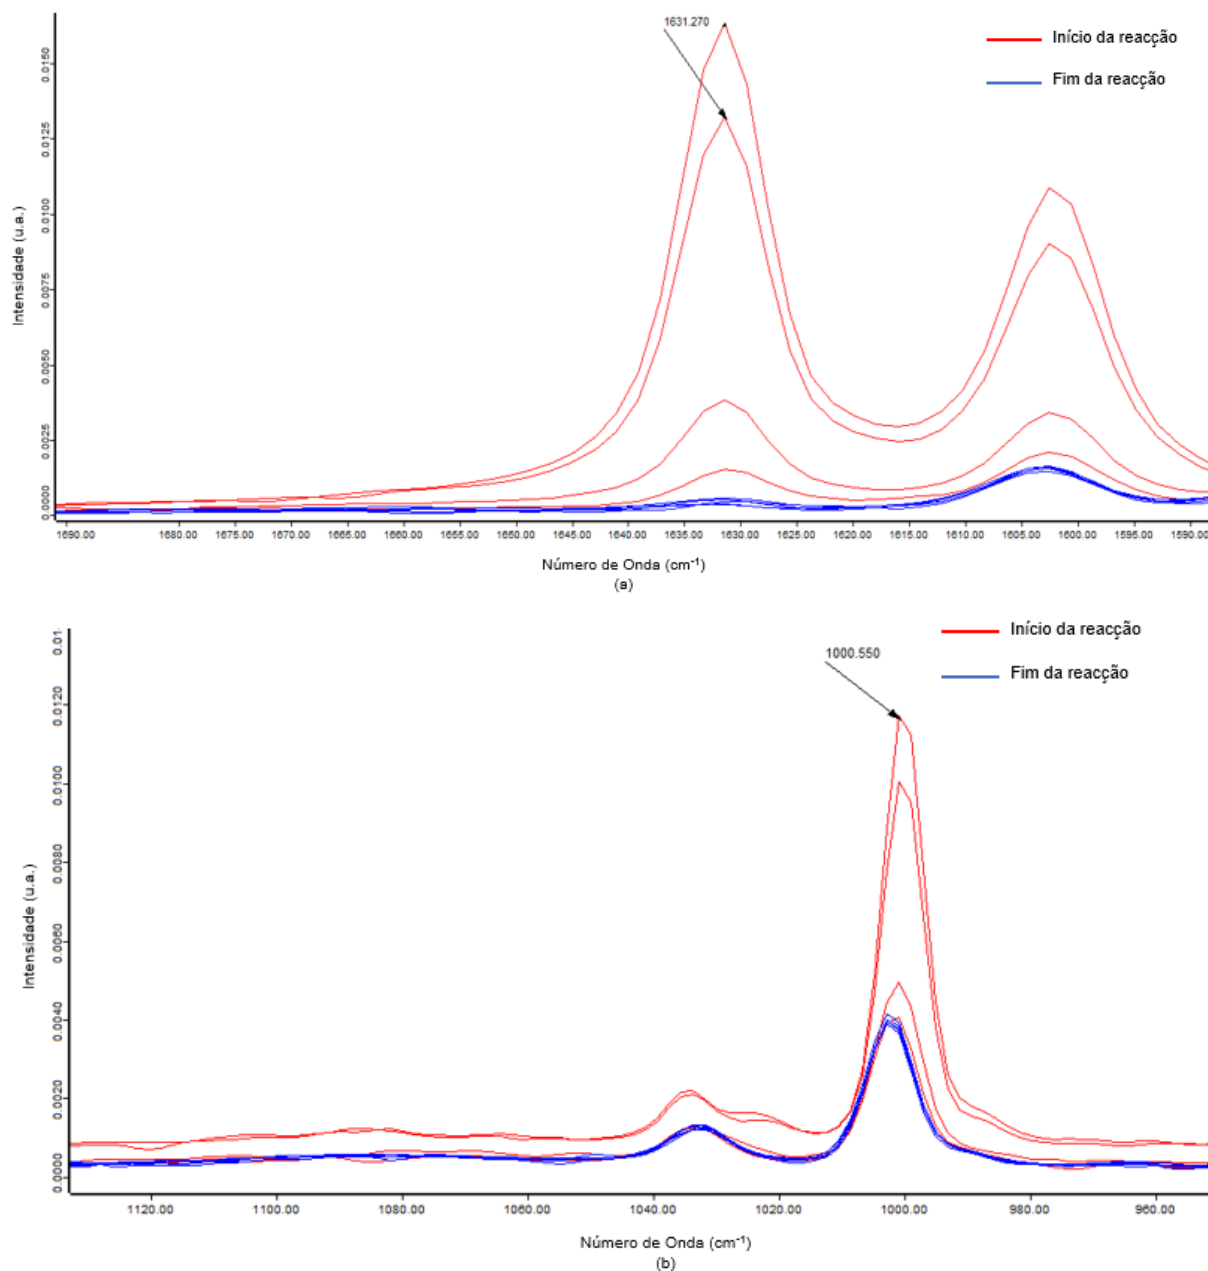 1631.270
Início da reacção
Fim da reacção
0.0150
0.0125
0.0100
0.0075
0.0050
0.0025
0.0000
Intensidade (u.a.)
1690.00 1680.00 1675.00 1670.00 1665.00 1660.00 1655.00 1650.00 1645.00 1640.00 1635.00 1630.00 1625.00 1620.00 1615.00 1610.00 1605.00 1600.00 1595.00 1590.00
Número de Onda (cm⁻¹)
(a)
Início da reacção
Fim da reacção
1000.550
0.01
0.0120
0.0100
0.0080
0.0060
0.0040
0.0020
0.000
Intensidade (u.a.)
1120.00 1100.00 1080.00 1060.00 1040.00 1020.00 1000.00 980.00 960.00
Número de Onda (cm⁻¹)
(b)